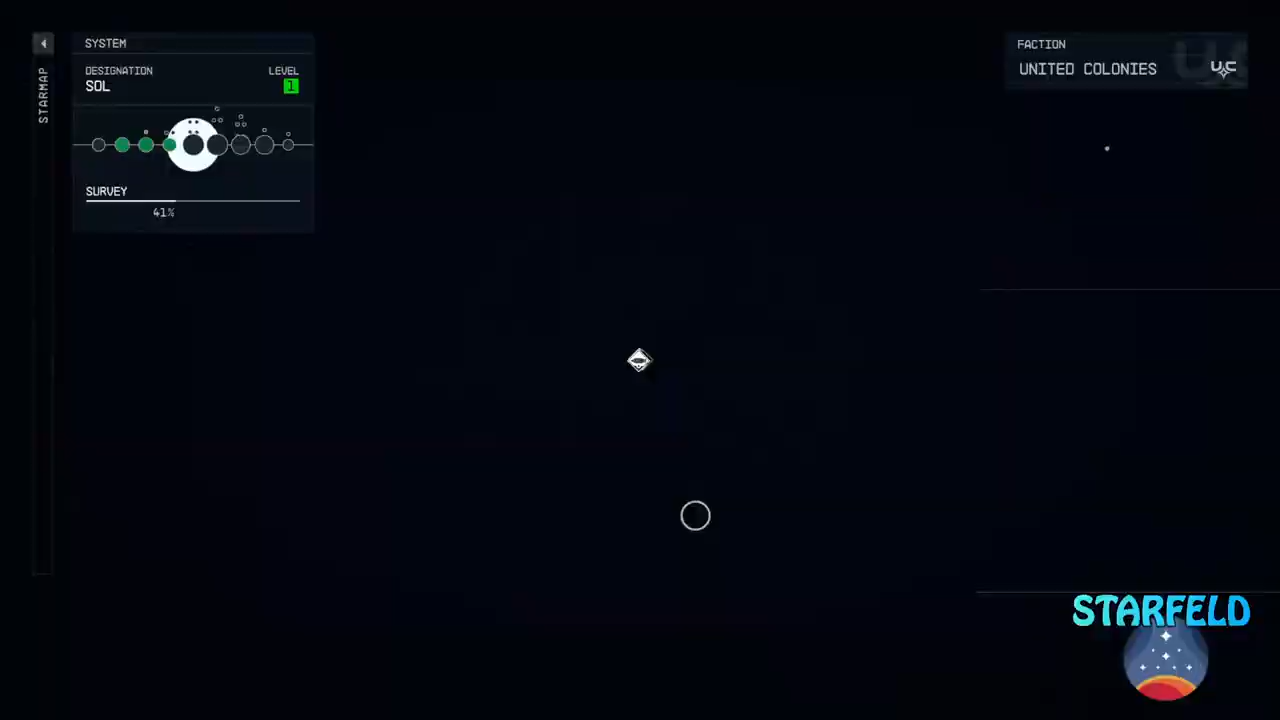 SYSTEM
DESIGNATION
LEVEL
SOL
1
SURVEY
41%
STARMAP
FACTION
UNITED COLONIES
UC
STARFELD